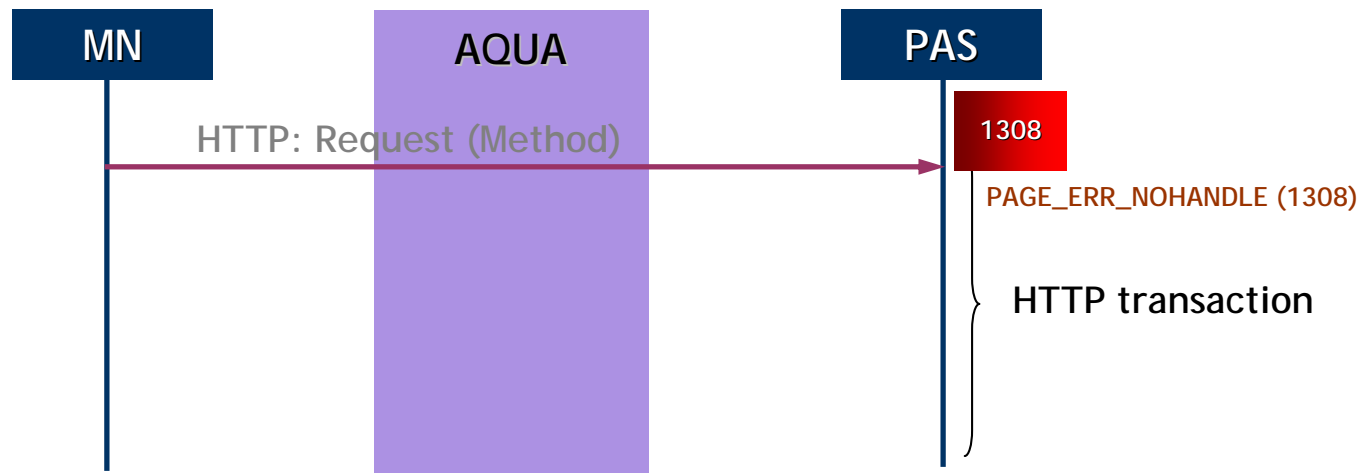 MN
AQUA
PAS
HTTP: Request (Method)
1308
PAGE_ERR_NOHANDLE (1308)
HTTP transaction